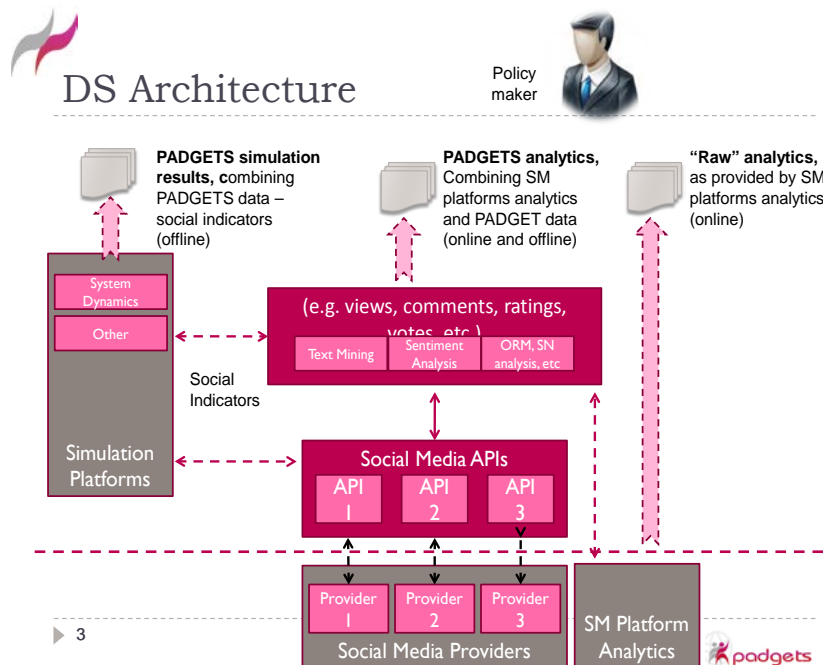 DS Architecture
Policy
maker
PADGETS simulation
results, combining
PADGETS data –
social indicators
(offline)
PADGETS analytics,
Combining SM
platforms analytics
and PADGET data
(online and offline)
“Raw” analytics,
as provided by SM
platforms analytics
(online)
System
Dynamics
Other
Simulation
Platforms
Social
Indicators
(e.g. views, comments, ratings,
votes, etc.)
Text Mining
Sentiment
Analysis
ORM, SN
analysis, etc
Social Media APIs
API
1
API
2
API
3
Provider
1
Provider
2
Provider
3
Social Media Providers
SM Platform
Analytics
3
padgets